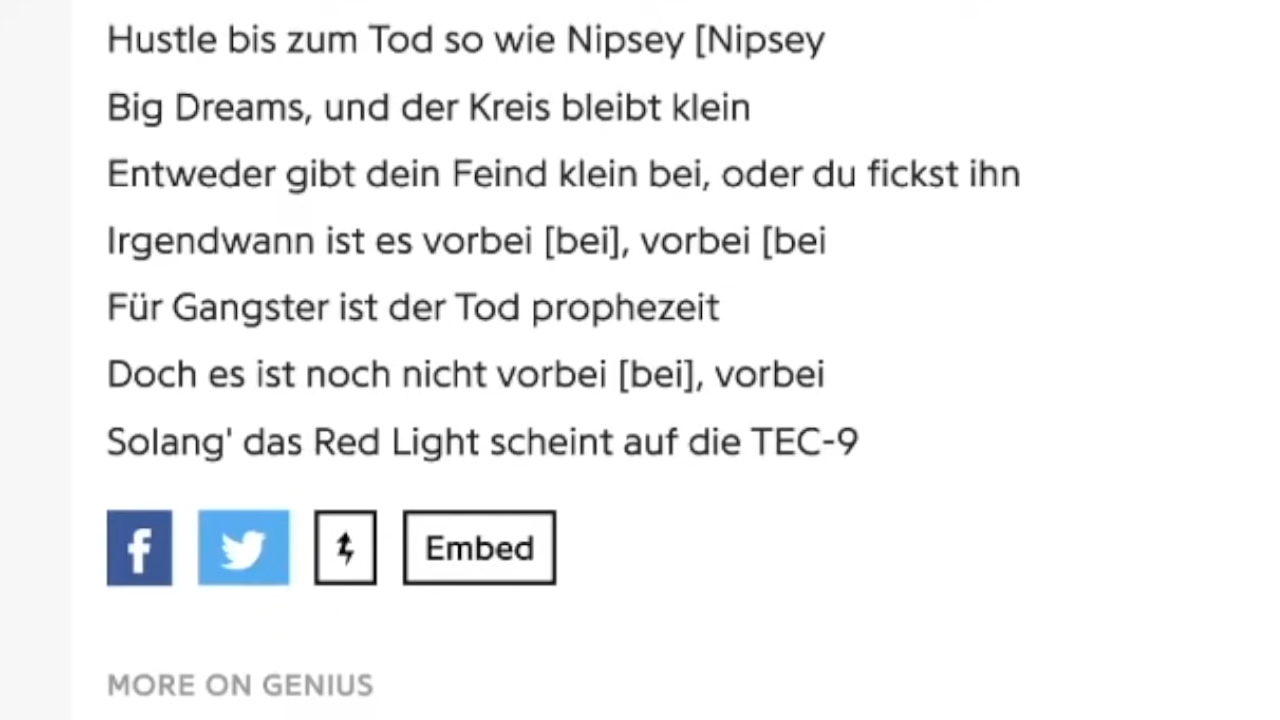 Hustle bis zum Tod so wie Nipsey [Nipsey
Big Dreams, und der Kreis bleibt klein
Entweder gibt dein Feind klein bei, oder du fickst ihn
Irgendwann ist es vorbei [bei], vorbei [bei
Für Gangster ist der Tod prophezeit
Doch es ist noch nicht vorbei [bei], vorbei
Solang' das Red Light scheint auf die TEC-9
Embed
MORE ON GENIUS